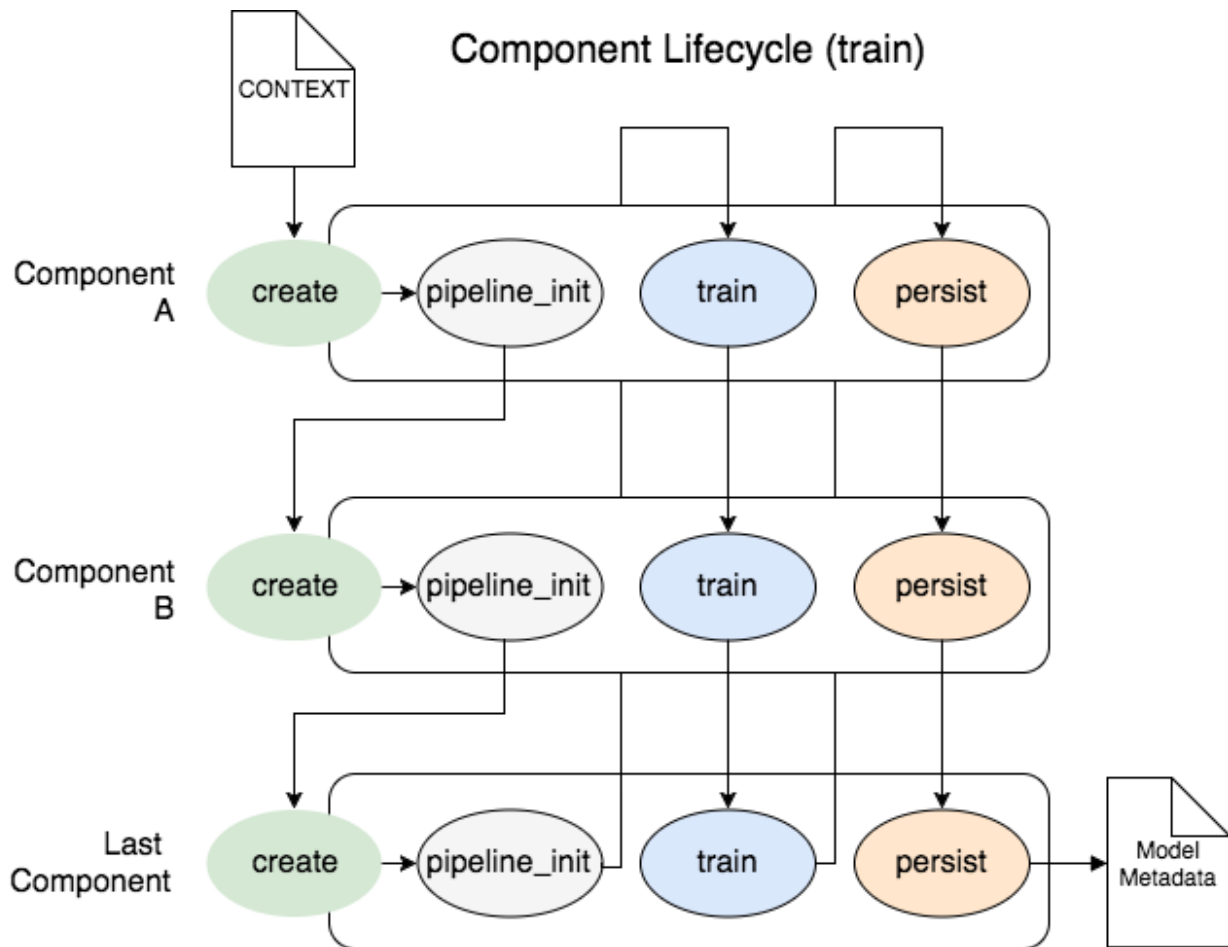 Component Lifecycle (train)
CONTEXT
Component
A
create
pipeline_init
train
persist
Component
B
create
pipeline_init
train
persist
Last
Component
create
pipeline_init
train
persist
Model
Metadata